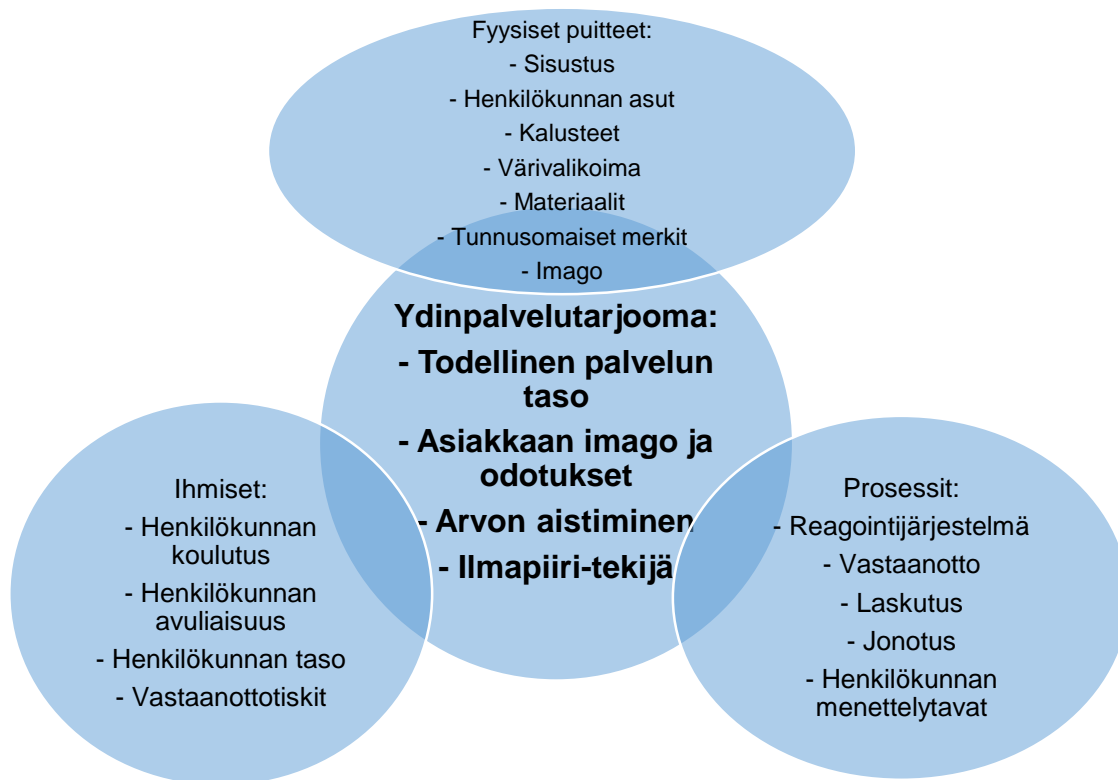 Fyysiset puitteet:
- Sisustus
- Henkilökunnan asut
- Kalusteet
- Värivalikoima
- Materiaalit
- Tunnusomaiset merkit
- Imago
Ydinpalvelutarjooma:
- Todellinen palvelun
taso
- Asiakkaan imago ja
odotukset
- Arvon aistiminen
- Ilmapiiri-tekijä
Ihmiset:
- Henkilökunnan
koulutus
- Henkilökunnan
avuliaisuus
- Henkilökunnan taso
- Vastaanottotiskit
Prosessit:
- Reagointijärjestelmä
- Vastaanotto
- Laskutus
- Jonotus
- Henkilökunnan
menettelytavat